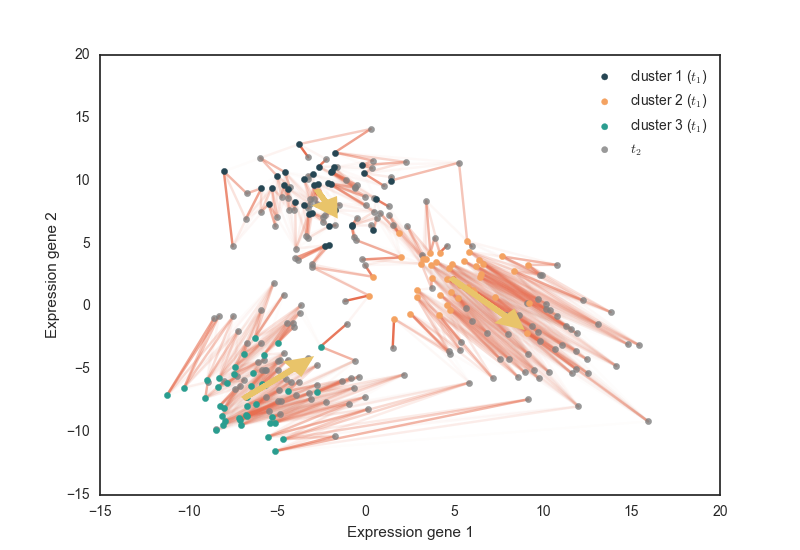 20
15
10
5
0
−5
−10
−15
−15
−10
−5
0
5
10
15
20
Expression gene 1
Expression gene 2
cluster 1 (t₁)
cluster 2 (t₁)
cluster 3 (t₁)
t₂